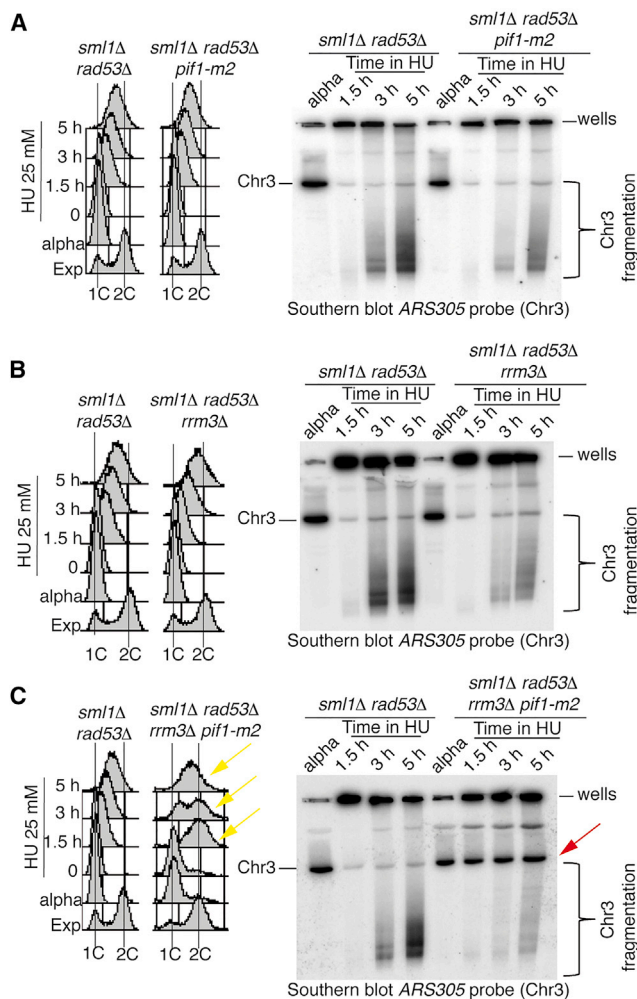 A
sml1Δ
rad53Δ
sml1Δ rad53Δ
pif1-m2
HU 25 mM
5 h
3 h
1.5 h
0
alpha
Exp
1C 2C 1C 2C
sml1Δ rad53Δ
sml1Δ rad53Δ
pif1-m2
Time in HU
Time in HU
alpha
1.5 h
3 h
5 h
alpha
1.5 h
3 h
5 h
wells
Chr3
Chr3
fragmentation
Southern blot ARS305 probe (Chr3)
B
sml1Δ
rad53Δ
sml1Δ rad53Δ
rrm3Δ
HU 25 mM
5 h
3 h
1.5 h
0
alpha
Exp
1C 2C 1C 2C
sml1Δ rad53Δ
sml1Δ rad53Δ
rrm3Δ
Time in HU
Time in HU
alpha
1.5 h
3 h
5 h
alpha
1.5 h
3 h
5 h
wells
Chr3
Chr3
fragmentation
Southern blot ARS305 probe (Chr3)
C
sml1Δ
rad53Δ
sml1Δ rad53Δ
rrm3Δ pif1-m2
HU 25 mM
5 h
3 h
1.5 h
0
alpha
Exp
1C 2C 1C 2C
sml1Δ rad53Δ
sml1Δ rad53Δ
rrm3Δ pif1-m2
Time in HU
Time in HU
alpha
1.5 h
3 h
5 h
alpha
1.5 h
3 h
5 h
wells
Chr3
Chr3
fragmentation
Southern blot ARS305 probe (Chr3)